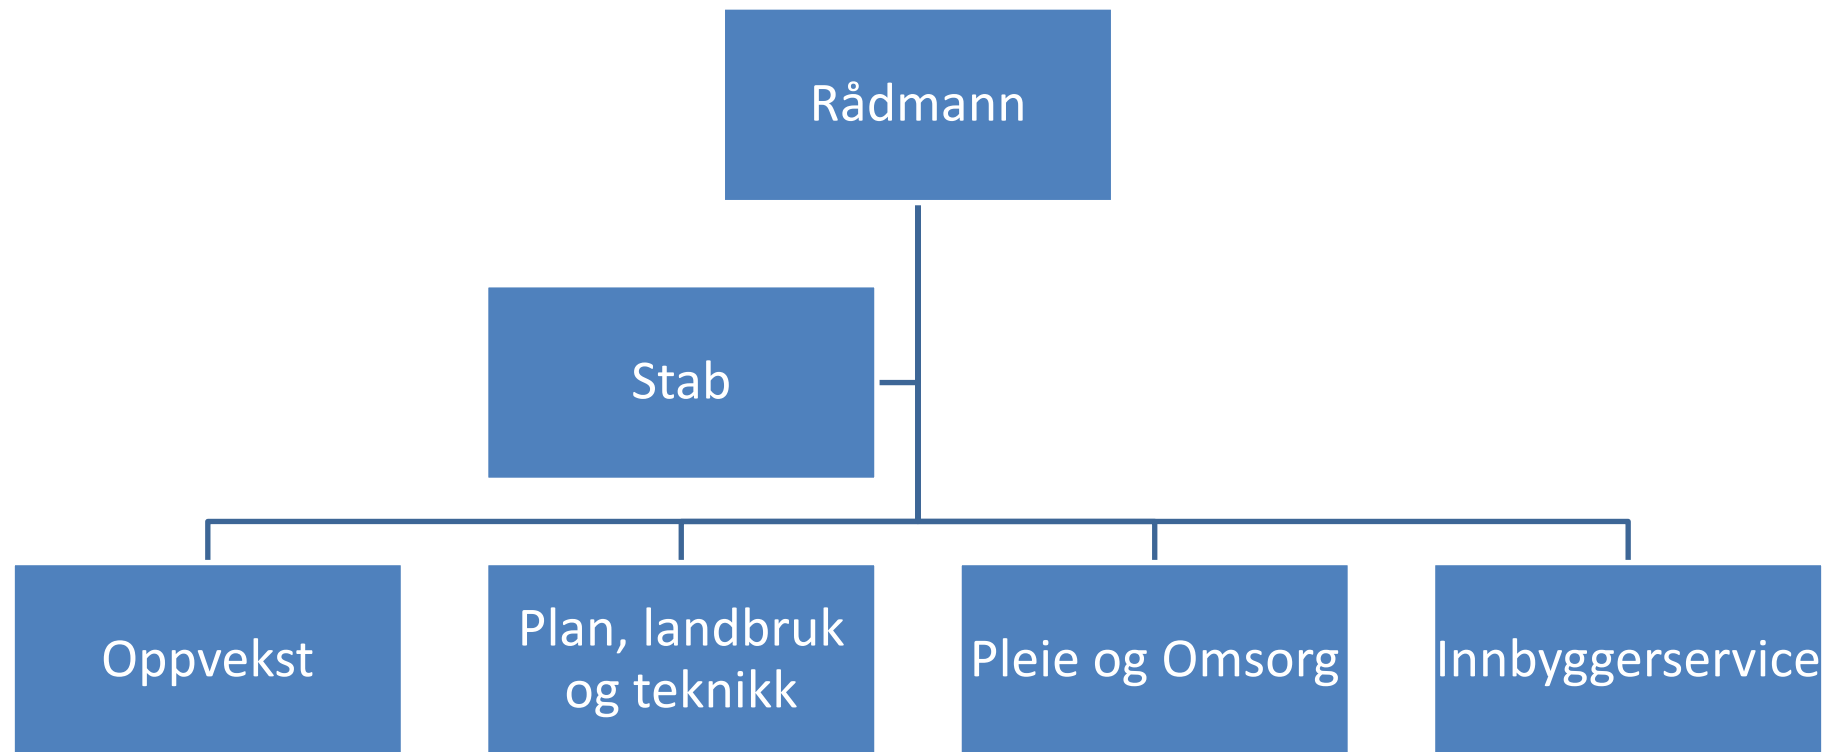 Rådmann
Stab
Oppvekst
Plan, landbruk
og teknikk
Pleie og Omsorg
Innbyggerservice